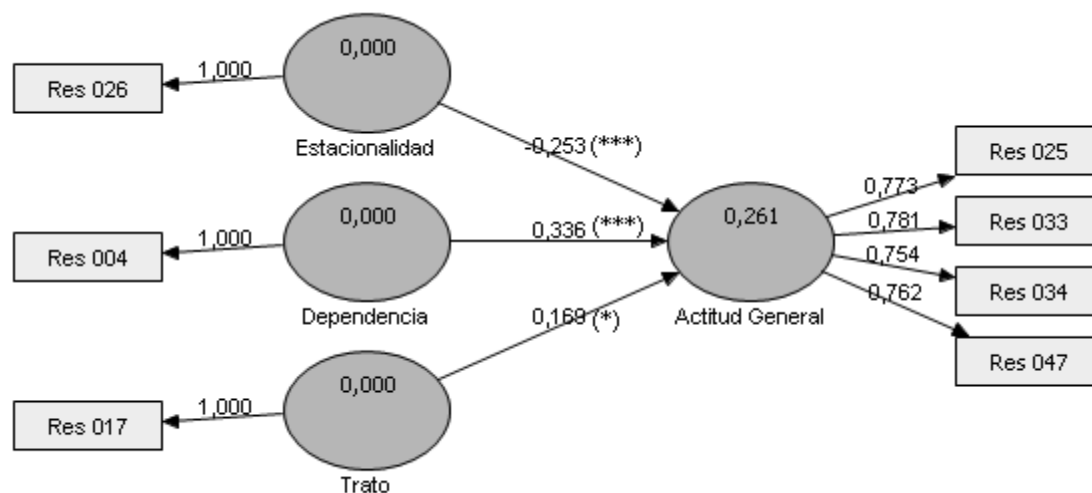 0,000
Res 026
1,000
Estacionalidad
-0,253 (***)
Res 025
0,773
0,000
0,261
Res 033
0,781
Res 004
1,000
0,336 (***)
0,754
Res 034
Dependencia
0,169 (*)
Actitud General
0,762
Res 047
0,000
1,000
Res 017
Trato